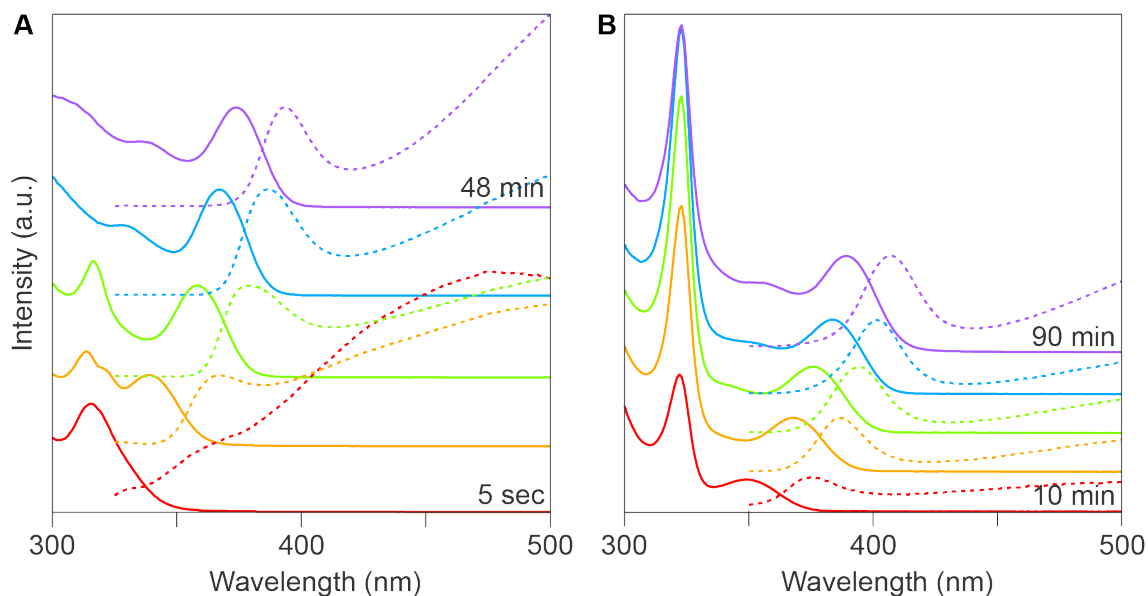 A
B
Intensity (a.u.)
48 min
5 sec
90 min
10 min
300
400
500
300
400
500
Wavelength (nm)
Wavelength (nm)